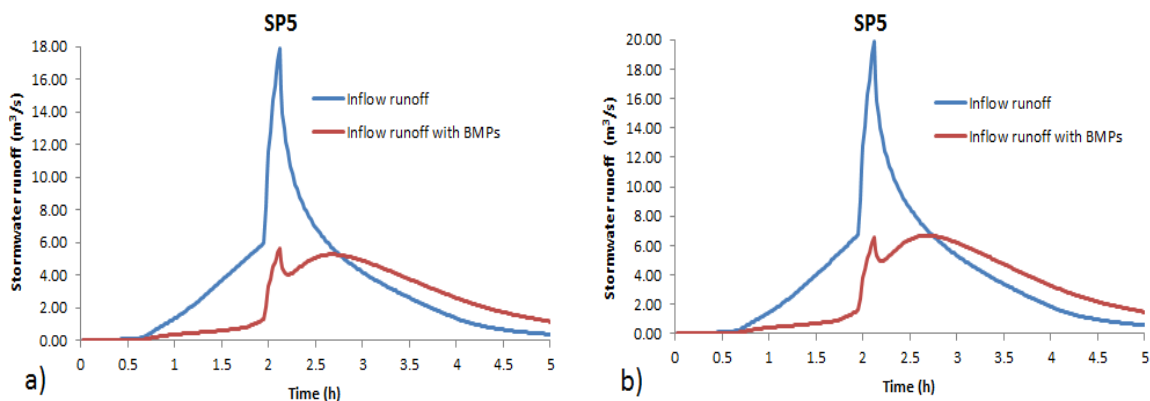 SP5
18.00
16.00
14.00
12.00
10.00
8.00
6.00
4.00
2.00
0.00
Stormwater runoff (m³/s)
Inflow runoff
Inflow runoff with BMPs
0 0.5 1 1.5 2 2.5 3 3.5 4 4.5 5
Time (h)
a)
SP5
20.00
18.00
16.00
14.00
12.00
10.00
8.00
6.00
4.00
2.00
0.00
Stormwater runoff (m³/s)
Inflow runoff
Inflow runoff with BMPs
0 0.5 1 1.5 2 2.5 3 3.5 4 4.5 5
Time (h)
b)